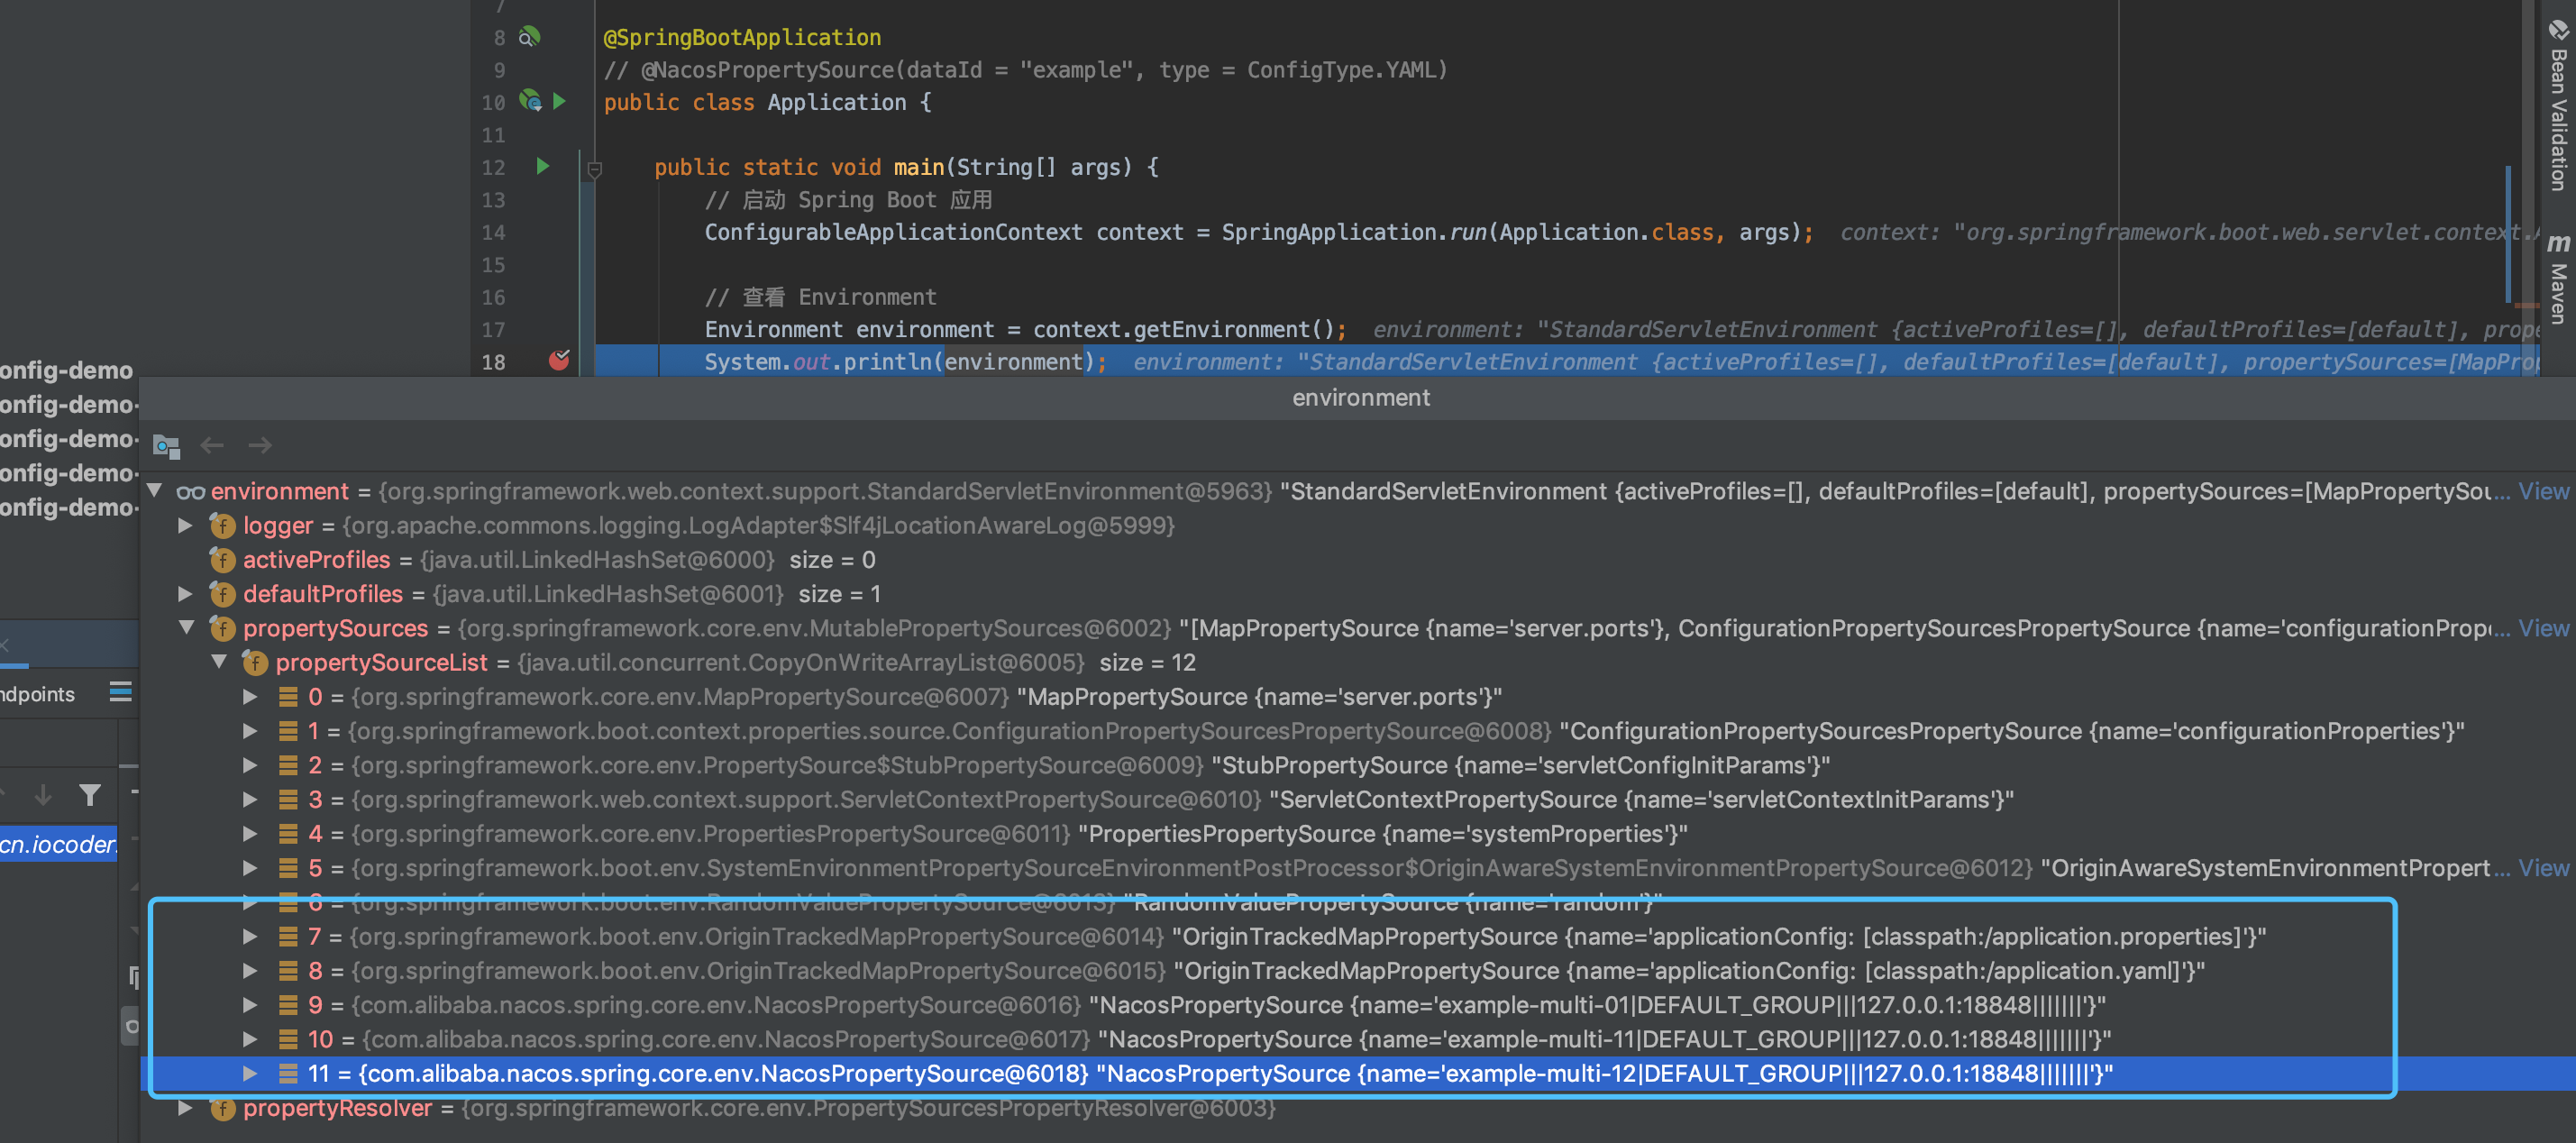 7
8 @SpringBootApplication
9 // @NacosPropertySource(dataId = "example", type = ConfigType.YAML)
10 public class Application {
11
12 public static void main(String[] args) {
13 // 启动 Spring Boot 应用
14 ConfigurableApplicationContext context = SpringApplication.run(Application.class, args); context: "org.springframework.boot.web.servlet.context.A
15
16 // 查看 Environment
17 Environment environment = context.getEnvironment(); environment: "StandardServletEnvironment {activeProfiles=[], defaultProfiles=[default], prope
18 System.out.println(environment); environment: "StandardServletEnvironment {activeProfiles=[], defaultProfiles=[default], propertySources=[MapProp
Bean Validation
m Maven
onfig-demo
onfig-demo-
onfig-demo-
onfig-demo-
onfig-demo-
ndpoints
cn.iocoder.
environment
environment = {org.springframework.web.context.support.StandardServletEnvironment@5963} "StandardServletEnvironment {activeProfiles=[], defaultProfiles=[default], propertySources=[MapPropertySou... View
logger = {org.apache.commons.logging.LogAdapter$Slf4jLocationAwareLog@5999}
activeProfiles = {java.util.LinkedHashSet@6000} size = 0
defaultProfiles = {java.util.LinkedHashSet@6001} size = 1
propertySources = {org.springframework.core.env.MutablePropertySources@6002} "[MapPropertySource {name='server.ports'}, ConfigurationPropertySourcesPropertySource {name='configurationPrope... View
propertySourceList = {java.util.concurrent.CopyOnWriteArrayList@6005} size = 12
0 = {org.springframework.core.env.MapPropertySource@6007} "MapPropertySource {name='server.ports'}"
1 = {org.springframework.boot.context.properties.source.ConfigurationPropertySourcesPropertySource@6008} "ConfigurationPropertySourcesPropertySource {name='configurationProperties'}"
2 = {org.springframework.core.env.PropertySource$StubPropertySource@6009} "StubPropertySource {name='servletConfigInitParams'}"
3 = {org.springframework.web.context.support.ServletContextPropertySource@6010} "ServletContextPropertySource {name='servletContextInitParams'}"
4 = {org.springframework.core.env.PropertiesPropertySource@6011} "PropertiesPropertySource {name='systemProperties'}"
5 = {org.springframework.boot.env.SystemEnvironmentPropertySourceEnvironmentPostProcessor$OriginAwareSystemEnvironmentPropertySource@6012} "OriginAwareSystemEnvironmentPropert... View
6 = {org.springframework.boot.env.RandomValuePropertySource@6013} "RandomValuePropertySource {name='random'}"
7 = {org.springframework.boot.env.OriginTrackedMapPropertySource@6014} "OriginTrackedMapPropertySource {name='applicationConfig: [classpath:/application.properties]'}"
8 = {org.springframework.boot.env.OriginTrackedMapPropertySource@6015} "OriginTrackedMapPropertySource {name='applicationConfig: [classpath:/application.yaml]'}"
9 = {com.alibaba.nacos.spring.core.env.NacosPropertySource@6016} "NacosPropertySource {name='example-multi-01|DEFAULT_GROUP|||127.0.0.1:18848|||||||'}"
10 = {com.alibaba.nacos.spring.core.env.NacosPropertySource@6017} "NacosPropertySource {name='example-multi-11|DEFAULT_GROUP|||127.0.0.1:18848|||||||'}"
11 = {com.alibaba.nacos.spring.core.env.NacosPropertySource@6018} "NacosPropertySource {name='example-multi-12|DEFAULT_GROUP|||127.0.0.1:18848|||||||'}"
propertyResolver = {org.springframework.core.env.PropertySourcesPropertyResolver@6003}